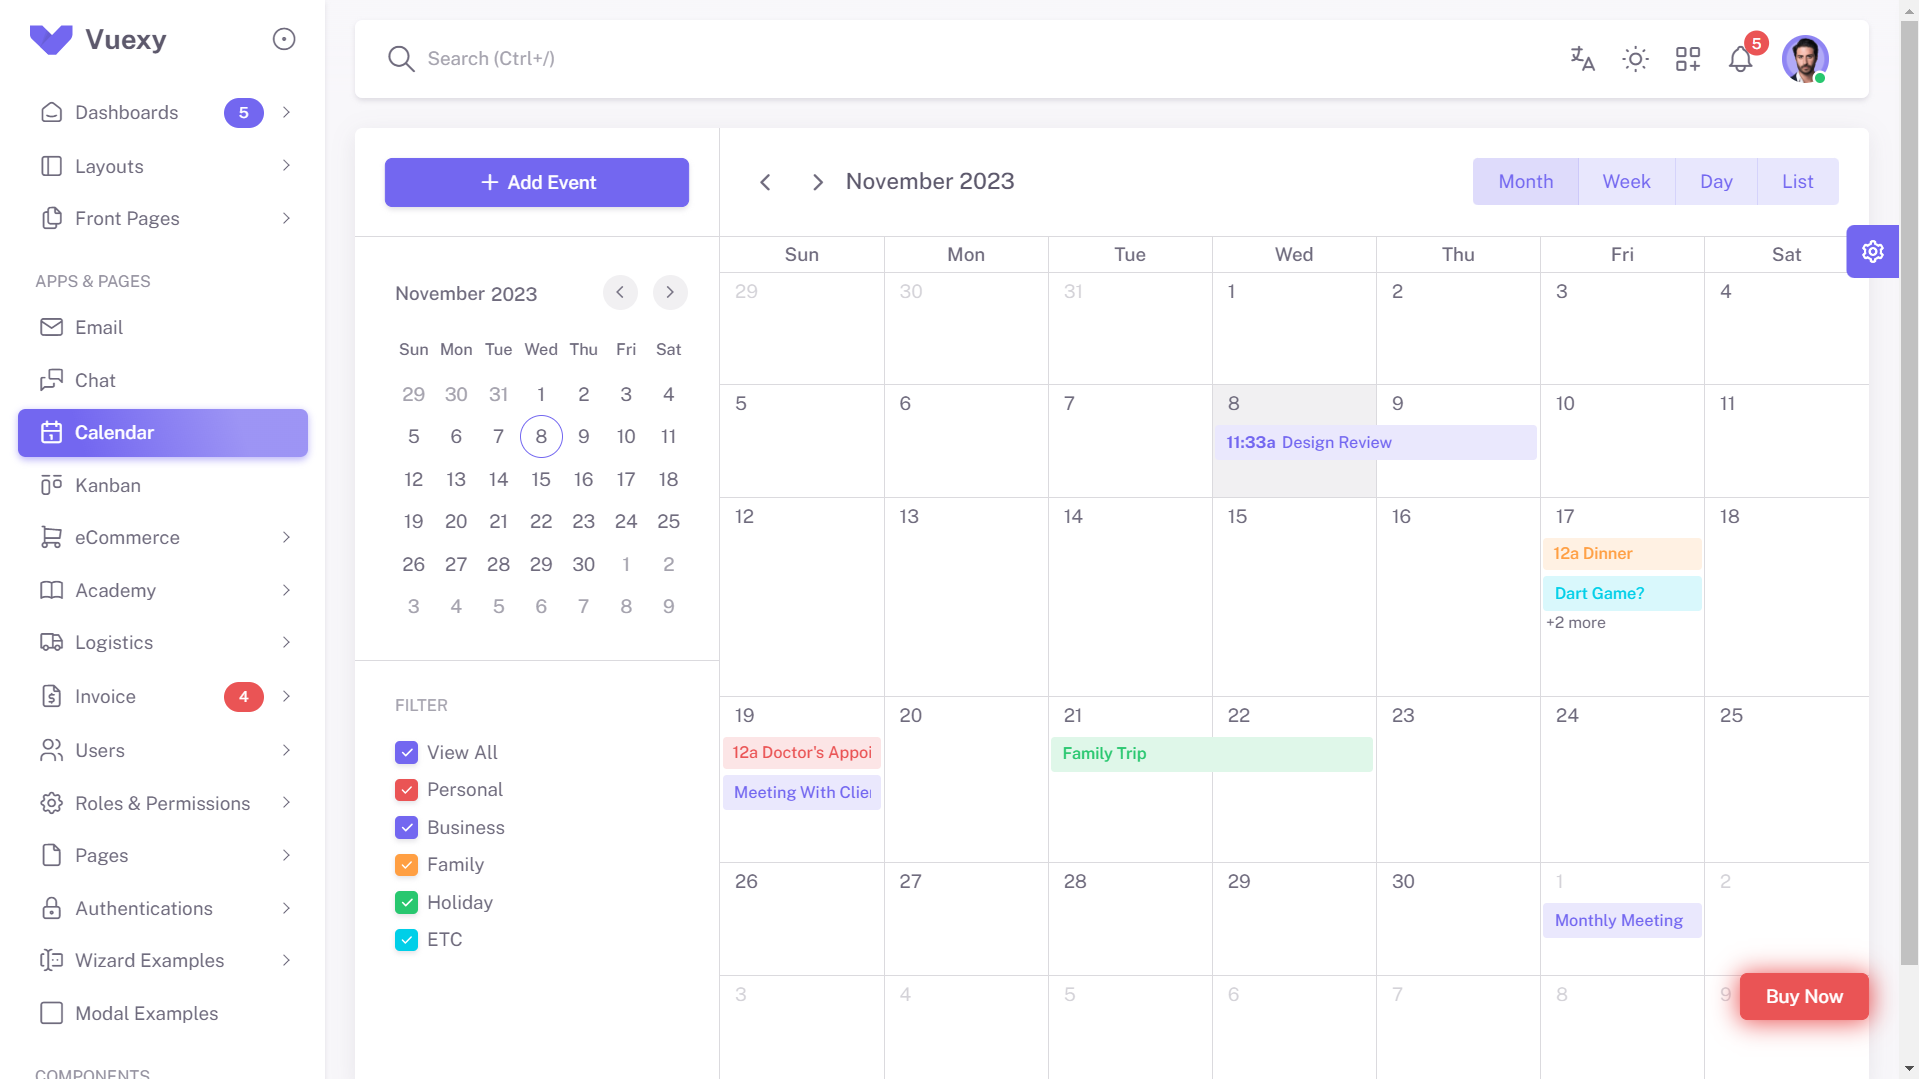 Vuexy
Search (Ctrl+/)
5
Dashboards 5
Layouts
Front Pages
APPS & PAGES
Email
Chat
Calendar
Kanban
eCommerce
Academy
Logistics
Invoice 4
Users
Roles & Permissions
Pages
Authentications
Wizard Examples
Modal Examples
COMPONENTS
Add Event
November 2023
Sun Mon Tue Wed Thu Fri Sat
29 30 31 1 2 3 4
5 6 7 8 9 10 11
12 13 14 15 16 17 18
19 20 21 22 23 24 25
26 27 28 29 30 1 2
3 4 5 6 7 8 9
FILTER
View All
Personal
Business
Family
Holiday
ETC
November 2023
Month Week Day List
Sun Mon Tue Wed Thu Fri Sat
29 30 31 1 2 3 4
5 6 7 8 9 10 11
11:33a Design Review
12 13 14 15 16 17 18
12a Dinner
Dart Game?
+2 more
19 20 21 22 23 24 25
12a Doctor's Appoi
Family Trip
Meeting With Clie
26 27 28 29 30 1 2
Monthly Meeting
3 4 5 6 7 8 9
Buy Now